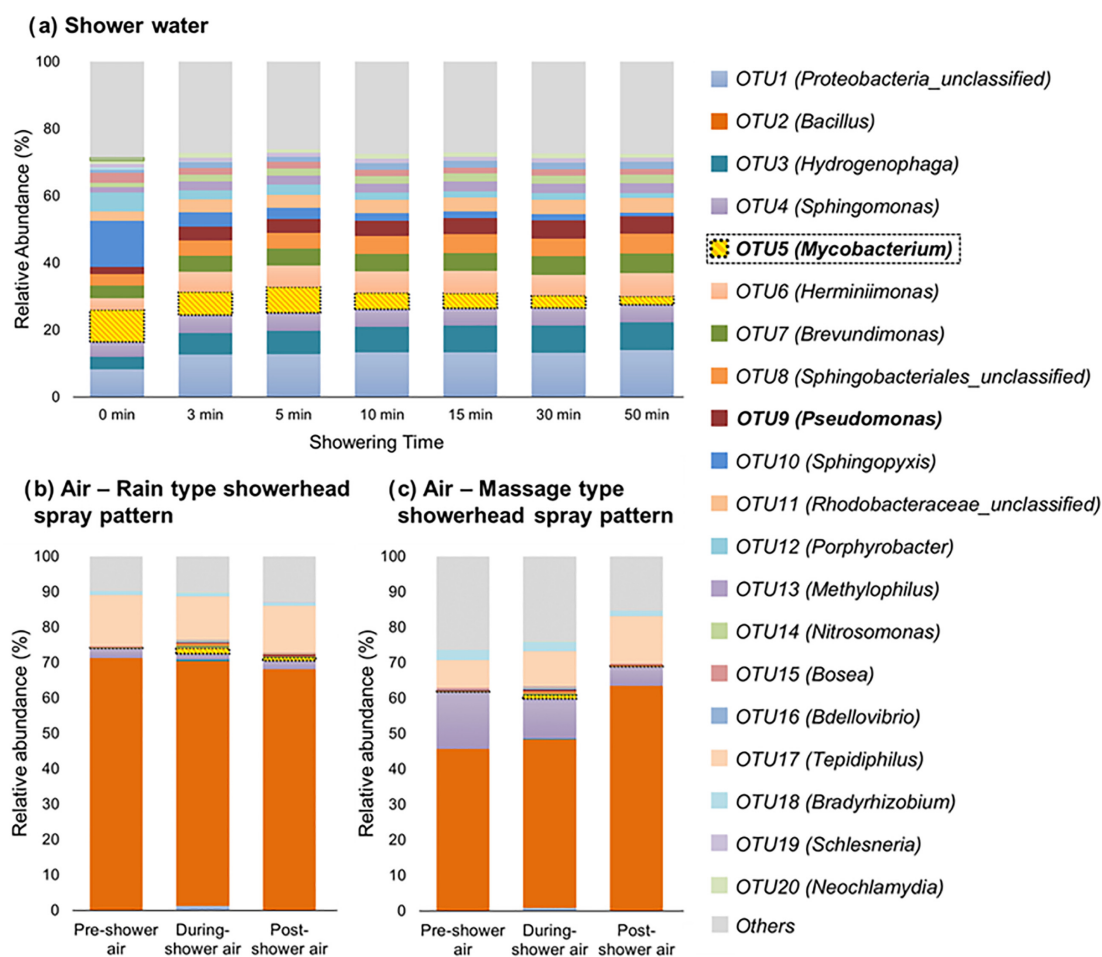 (a) Shower water
100
80
60
40
20
0
Relative Abundance (%)
0 min 3 min 5 min 10 min 15 min 30 min 50 min
Showering Time
OTU1 (Proteobacteria_unclassified)
OTU2 (Bacillus)
OTU3 (Hydrogenophaga)
OTU4 (Sphingomonas)
OTU5 (Mycobacterium)
OTU6 (Herminiimonas)
OTU7 (Brevundimonas)
OTU8 (Sphingobacteriales_unclassified)
OTU9 (Pseudomonas)
OTU10 (Sphingopyxis)
OTU11 (Rhodobacteraceae_unclassified)
OTU12 (Porphyrobacter)
OTU13 (Methylophilus)
OTU14 (Nitrosomonas)
OTU15 (Bosea)
OTU16 (Bdellovibrio)
OTU17 (Tepidiphilus)
OTU18 (Bradyrhizobium)
OTU19 (Schlesneria)
OTU20 (Neochlamydia)
Others
(b) Air – Rain type showerhead
spray pattern
100
90
80
70
60
50
40
30
20
10
0
Relative abundance (%)
Pre-shower
air
During-
shower air
Post-
shower air
(c) Air – Massage type
showerhead spray pattern
100
90
80
70
60
50
40
30
20
10
0
Relative abundance (%)
Pre-shower
air
During-
shower air
Post-
shower air